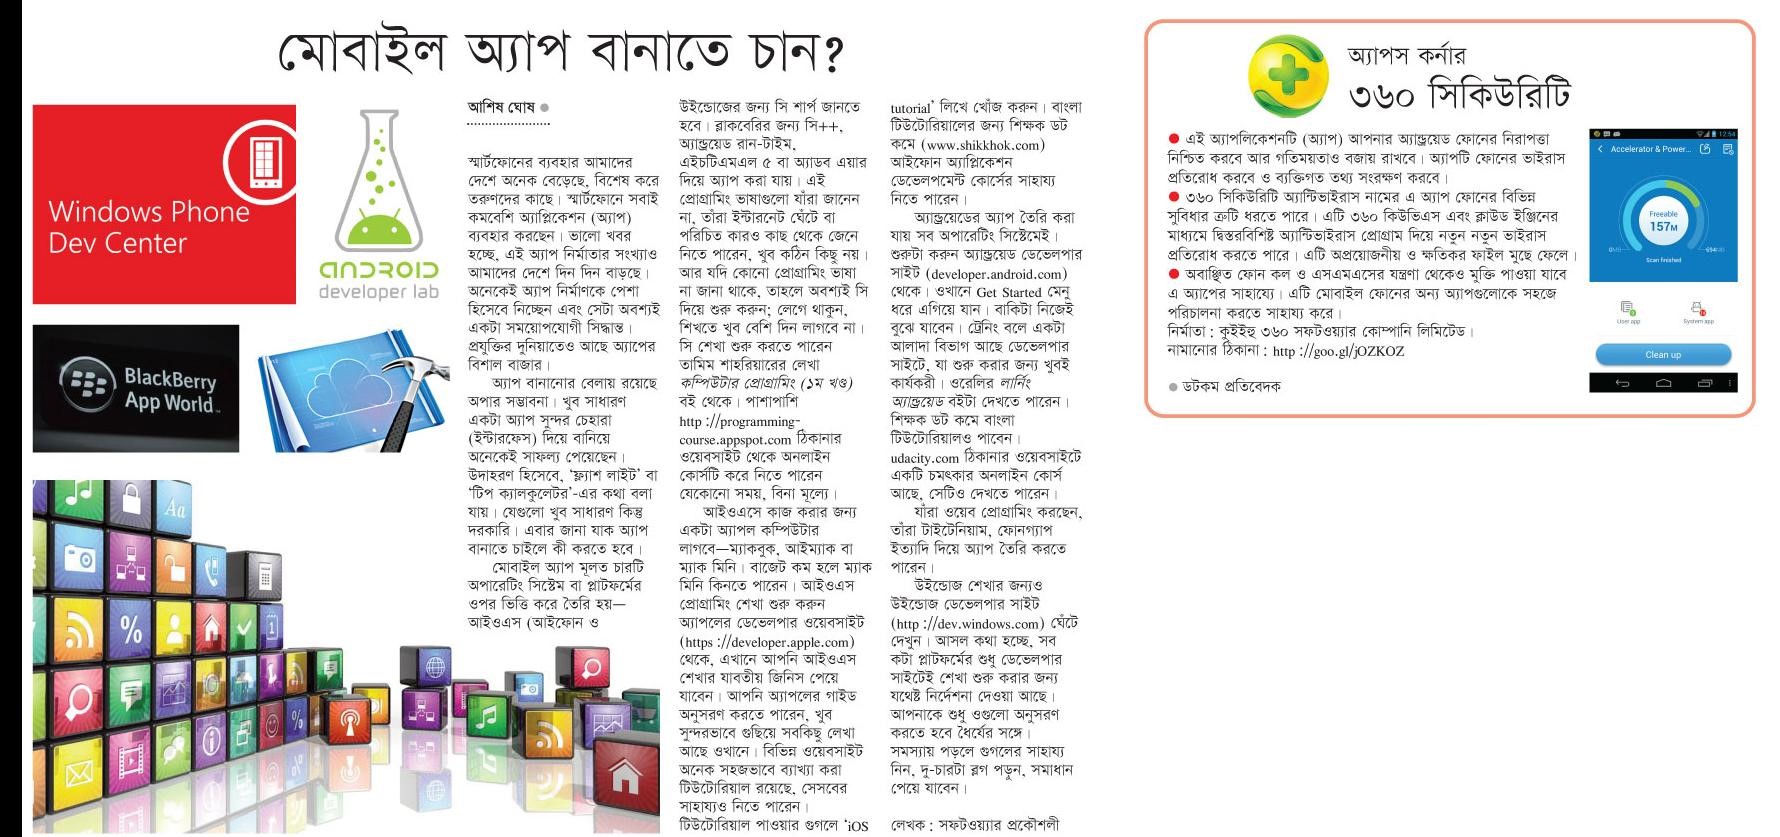 মোবাইল অ্যাপ বানাতে চান?
Windows Phone
Dev Center
ANDROID
developer lab
BlackBerry
App World
আশিষ ঘোষ ●
স্মার্টফোনের ব্যবহার আমাদের
দেশে অনেক বেড়েছে, বিশেষ করে
তরুণদের কাছে। স্মার্টফোনে সবাই
কমবেশি অ্যাপ্লিকেশন (অ্যাপ)
ব্যবহার করছেন। ভালো খবর
হচ্ছে, এই অ্যাপ নির্মাতার সংখ্যাও
আমাদের দেশে দিন দিন বাড়ছে।
অনেকেই অ্যাপ নির্মাণকে পেশা
হিসেবে নিচ্ছেন এবং সেটা অবশ্যই
একটা সময়োপযোগী সিদ্ধান্ত।
প্রযুক্তির দুনিয়াতেও আছে অ্যাপের
বিশাল বাজার।
অ্যাপ বানানোর বেলায় রয়েছে
অপার সম্ভাবনা। খুব সাধারণ
একটা অ্যাপ সুন্দর চেহারা
(ইন্টারফেস) দিয়ে বানিয়ে
অনেকেই সাফল্য পেয়েছেন।
উদাহরণ হিসেবে, ‘ফ্ল্যাশ লাইট’ বা
‘টিপ ক্যালকুলেটর’-এর কথা বলা
যায়। যেগুলো খুব সাধারণ কিন্তু
দরকারি। এবার জানা যাক অ্যাপ
বানাতে চাইলে কী করতে হবে।
মোবাইল অ্যাপ মূলত চারটি
অপারেটিং সিস্টেম বা প্লাটফর্মের
ওপর ভিত্তি করে তৈরি হয়—
আইওএস (আইফোন ও
উইন্ডোজের জন্য সি শার্প জানতে
হবে। ব্লাকবেরির জন্য সি++,
অ্যান্ড্রয়েড রান-টাইম,
এইচটিএমএল ৫ বা অ্যাডব এয়ার
দিয়ে অ্যাপ করা যায়। এই
প্রোগ্রামিং ভাষাগুলো যাঁরা জানেন
না, তাঁরা ইন্টারনেট ঘেঁটে বা
পরিচিত কারও কাছ থেকে জেনে
নিতে পারেন, খুব কঠিন কিছু নয়।
আর যদি কোনো প্রোগ্রামিং ভাষা
না জানা থাকে, তাহলে অবশ্যই সি
দিয়ে শুরু করুন; লেগে থাকুন,
শিখতে খুব বেশি দিন লাগবে না।
সি শেখা শুরু করতে পারেন
তামিম শাহরিয়ারের লেখা
কম্পিউটার প্রোগ্রামিং (১ম খণ্ড)
বই থেকে। পাশাপাশি
http ://programming-
course.appspot.com ঠিকানার
ওয়েবসাইট থেকে অনলাইন
কোর্সটি করে নিতে পারেন
যেকোনো সময়, বিনা মূল্যে।
আইওএসে কাজ করার জন্য
একটা অ্যাপল কম্পিউটার
লাগবে—ম্যাকবুক, আইম্যাক বা
ম্যাক মিনি। বাজেট কম হলে ম্যাক
মিনি কিনতে পারেন। আইওএস
প্রোগ্রামিং শেখা শুরু করুন
অ্যাপলের ডেভেলপার ওয়েবসাইট
(https ://developer.apple.com)
থেকে, এখানে আপনি আইওএস
শেখার যাবতীয় জিনিস পেয়ে
যাবেন। আপনি অ্যাপলের গাইড
অনুসরণ করতে পারেন, খুব
সুন্দরভাবে গুছিয়ে সবকিছু লেখা
আছে ওখানে। বিভিন্ন ওয়েবসাইট
অনেক সহজভাবে ব্যাখ্যা করা
টিউটোরিয়াল রয়েছে, সেসবের
সাহায্যও নিতে পারেন।
টিউটোরিয়াল পাওয়ার গুগলে ‘iOS
tutorial’ লিখে খোঁজ করুন। বাংলা
টিউটোরিয়ালের জন্য শিক্ষক ডট
কমে (www.shikkhok.com)
আইফোন অ্যাপ্লিকেশন
ডেভেলপমেন্ট কোর্সের সাহায্য
নিতে পারেন।
অ্যান্ড্রয়েডের অ্যাপ তৈরি করা
যায় সব অপারেটিং সিস্টেমেই।
শুরুটা করুন অ্যান্ড্রয়েড ডেভেলপার
সাইট (developer.android.com)
থেকে। ওখানে Get Started মেনু
ধরে এগিয়ে যান। বাকিটা নিজেই
বুঝে যাবেন। ট্রেনিং বলে একটা
আলাদা বিভাগ আছে ডেভেলপার
সাইটে, যা শুরু করার জন্য খুবই
কার্যকরী। ওরেলির লার্নিং
অ্যান্ড্রয়েড বইটা দেখতে পারেন।
শিক্ষক ডট কমে বাংলা
টিউটোরিয়ালও পাবেন।
udacity.com ঠিকানার ওয়েবসাইটে
একটি চমৎকার অনলাইন কোর্স
আছে, সেটিও দেখতে পারেন।
যাঁরা ওয়েব প্রোগ্রামিং করছেন,
তাঁরা টাইটেনিয়াম, ফোনগ্যাপ
ইত্যাদি দিয়ে অ্যাপ তৈরি করতে
পারেন।
উইন্ডোজ শেখার জন্যও
উইন্ডোজ ডেভেলপার সাইট
(http ://dev.windows.com) ঘেঁটে
দেখুন। আসল কথা হচ্ছে, সব
কটা প্লাটফর্মের শুধু ডেভেলপার
সাইটেই শেখা শুরু করার জন্য
যথেষ্ট নির্দেশনা দেওয়া আছে।
আপনাকে শুধু ওগুলো অনুসরণ
করতে হবে ধৈর্যের সঙ্গে।
সমস্যায় পড়লে গুগলের সাহায্য
নিন, দু-চারটা ব্লগ পড়ুন, সমাধান
পেয়ে যাবেন।
লেখক : সফটওয়্যার প্রকৌশলী
অ্যাপস কর্নার
৩৬০ সিকিউরিটি
● এই অ্যাপলিকেশনটি (অ্যাপ) আপনার অ্যান্ড্রয়েড ফোনের নিরাপত্তা
নিশ্চিত করবে আর গতিময়তাও বজায় রাখবে। অ্যাপটি ফোনের ভাইরাস
প্রতিরোধ করবে ও ব্যক্তিগত তথ্য সংরক্ষণ করবে।
● ৩৬০ সিকিউরিটি অ্যান্টিভাইরাস নামের এ অ্যাপ ফোনের বিভিন্ন
সুবিধার ত্রুটি ধরতে পারে। এটি ৩৬০ কিউভিএস এবং ক্লাউড ইঞ্জিনের
মাধ্যমে দ্বিস্তরবিশিষ্ট অ্যান্টিভাইরাস প্রোগ্রাম দিয়ে নতুন নতুন ভাইরাস
প্রতিরোধ করতে পারে। এটি অপ্রয়োজনীয় ও ক্ষতিকর ফাইল মুছে ফেলে।
● অবাঞ্ছিত ফোন কল ও এসএমএসের যন্ত্রণা থেকেও মুক্তি পাওয়া যাবে
এ অ্যাপের সাহায্যে। এটি মোবাইল ফোনের অন্য অ্যাপগুলোকে সহজে
পরিচালনা করতে সাহায্য করে।
নির্মাতা : কুইইহু ৩৬০ সফটওয়্যার কোম্পানি লিমিটেড।
নামানোর ঠিকানা : http ://goo.gl/jOZKOZ
● ডটকম প্রতিবেদক
12:54
Accelerator & Power...
Freeable
157M
0MB
694MB
Scan finished
User app
System app
Clean up
Aa
%
1
%